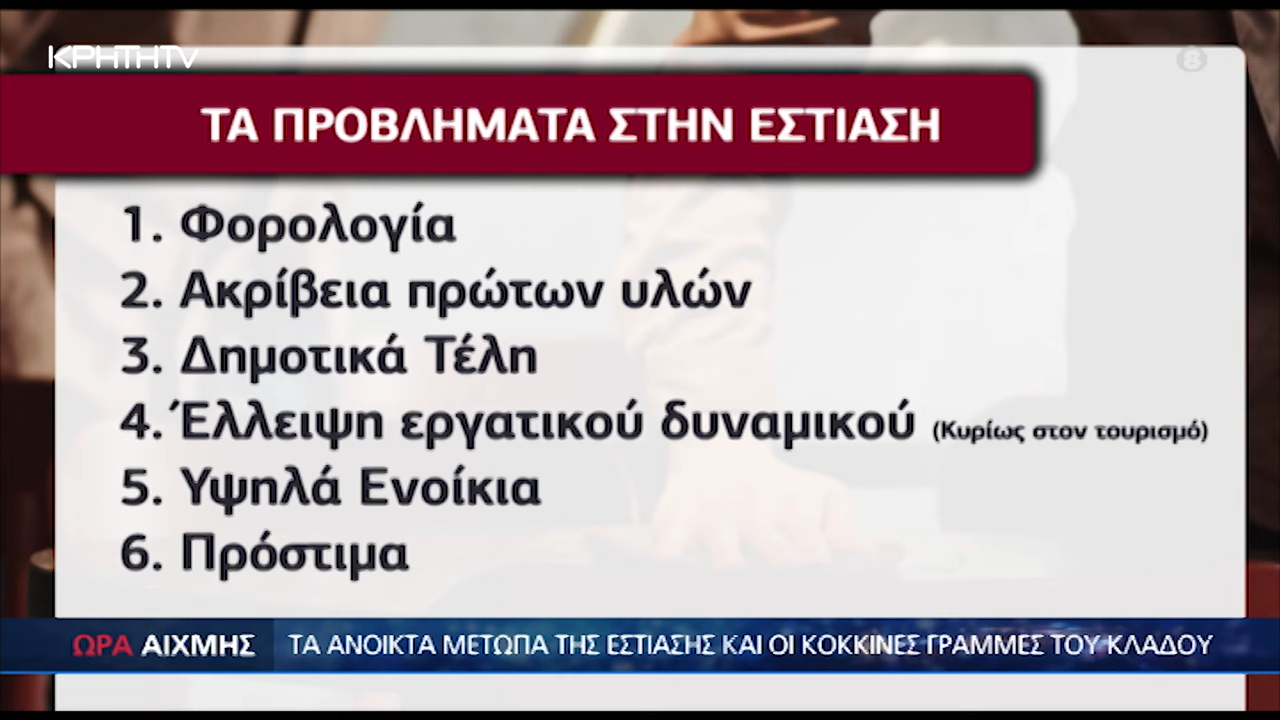 ΚΡΗΤΗTV
8
ΤΑ ΠΡΟΒΛΗΜΑΤΑ ΣΤΗΝ ΕΣΤΙΑΣΗ
1. Φορολογία
2. Ακρίβεια πρώτων υλών
3. Δημοτικά Τέλη
4. Έλλειψη εργατικού δυναμικού (Κυρίως στον τουρισμό)
5. Υψηλά Ενοίκια
6. Πρόστιμα
ΩΡΑ ΑΙΧΜΗΣ ΤΑ ΑΝΟΙΚΤΑ ΜΕΤΩΠΑ ΤΗΣ ΕΣΤΙΑΣΗΣ ΚΑΙ ΟΙ ΚΟΚΚΙΝΕΣ ΓΡΑΜΜΕΣ ΤΟΥ ΚΛΑΔΟΥ